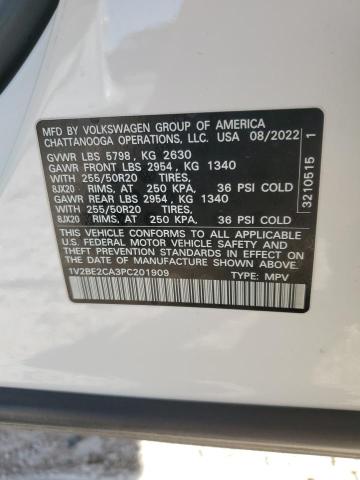 MFD BY VOLKSWAGEN GROUP OF AMERICA
CHATTANOOGA OPERATIONS, LLC. USA 08/2022
GVWR LBS 5798, KG 2630
GAWR FRONT LBS 2954, KG 1340
WITH 255/50R20 TIRES,
8JX20 RIMS, AT 250 KPA, 36 PSI COLD
GAWR REAR LBS 2954, KG 1340
WITH 255/50R20 TIRES,
8JX20 RIMS, AT 250 KPA, 36 PSI COLD
THIS VEHICLE CONFORMS TO ALL APPLICABLE
U.S. FEDERAL MOTOR VEHICLE SAFETY AND
THEFT PREVENTION STANDARDS IN EFFECT ON
THE DATE OF MANUFACTURE SHOWN ABOVE.
1V2BE2CA3PC201909 TYPE: MPV
3210515 1